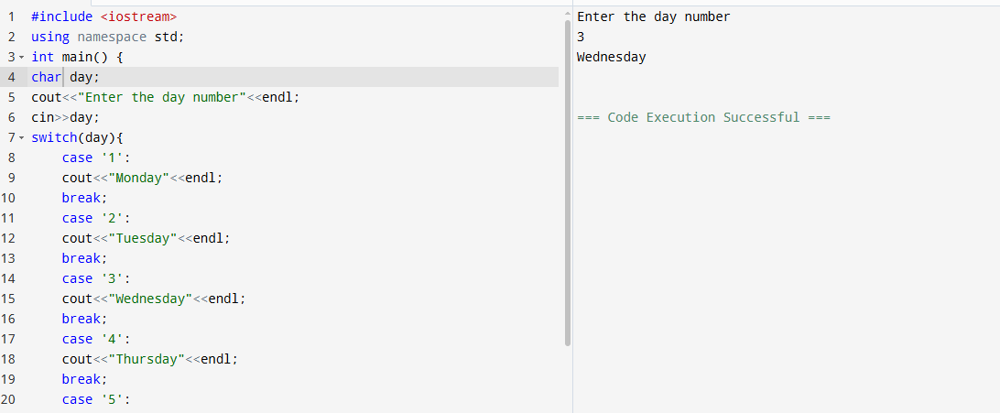 1 #include <iostream>
2 using namespace std;
3 int main() {
4 char day;
5 cout<<"Enter the day number"<<endl;
6 cin>>day;
7 switch(day){
8 case '1':
9 cout<<"Monday"<<endl;
10 break;
11 case '2':
12 cout<<"Tuesday"<<endl;
13 break;
14 case '3':
15 cout<<"Wednesday"<<endl;
16 break;
17 case '4':
18 cout<<"Thursday"<<endl;
19 break;
20 case '5':
Enter the day number
3
Wednesday
=== Code Execution Successful ===